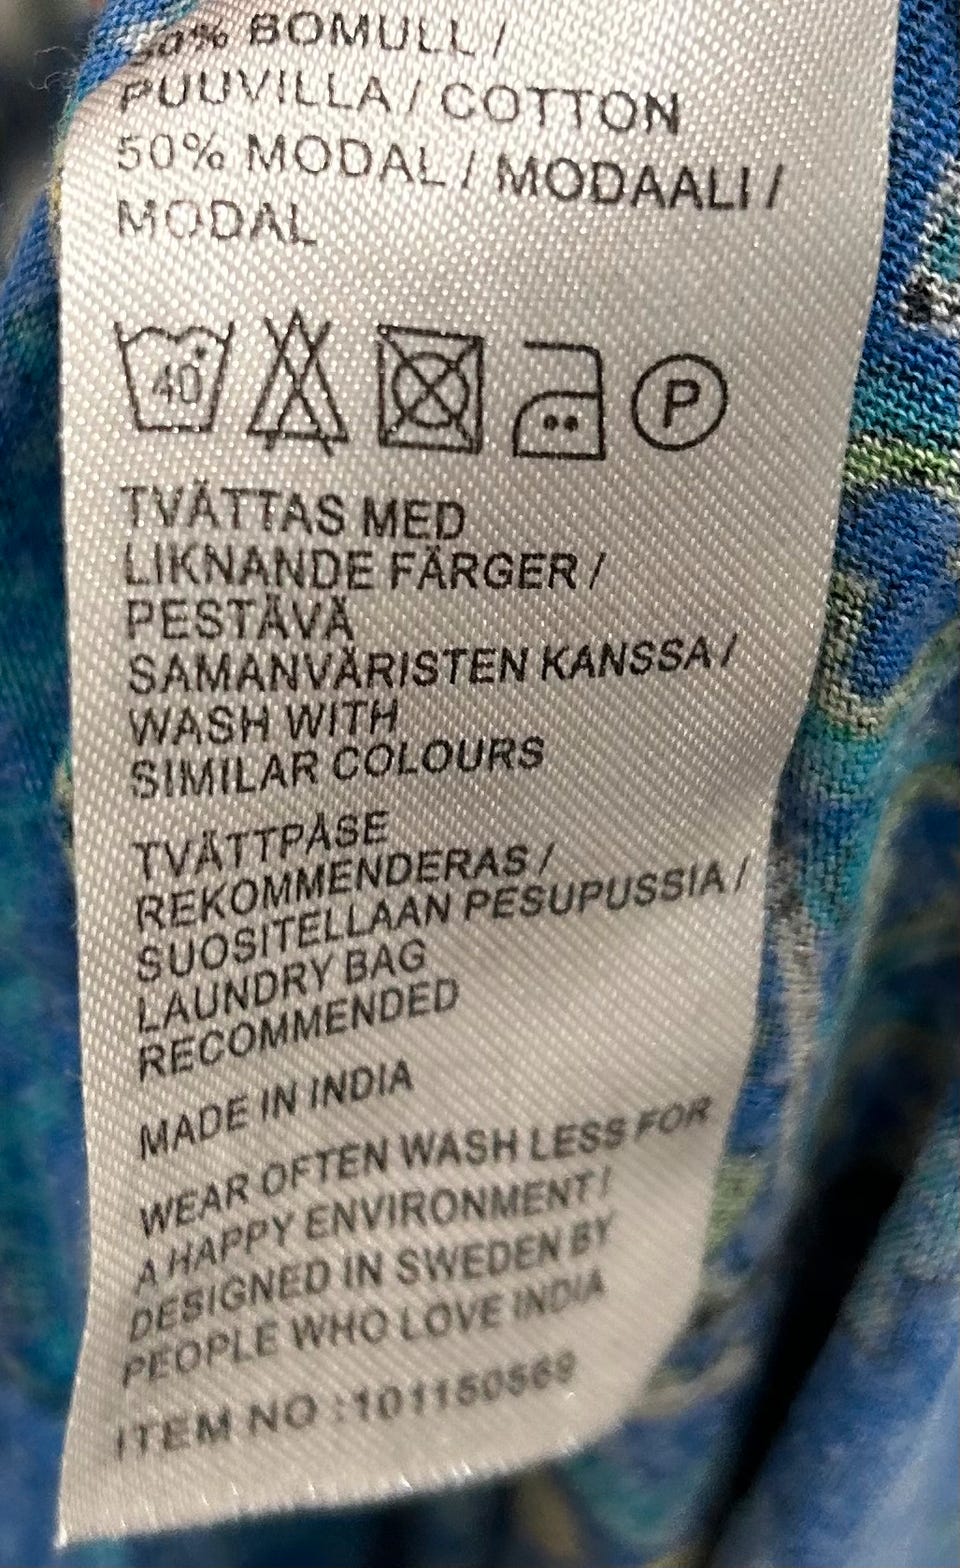 BOMULL /
PUUVILLA / COTTON
50% MODAL / MODAALI /
MODAL
40
P
TVÄTTAS MED
LIKNANDE FÄRGER /
PESTÄVÄ
SAMANVÄRISTEN KANSSA /
WASH WITH
SIMILAR COLOURS
TVÄTTPÅSE
REKOMMENDERAS /
SUOSITELLAAN PESUPUSSIA /
LAUNDRY BAG
RECOMMENDED
MADE IN INDIA
WEAR OFTEN WASH LESS FOR
A HAPPY ENVIRONMENT /
DESIGNED IN SWEDEN BY
PEOPLE WHO LOVE INDIA
ITEM NO :